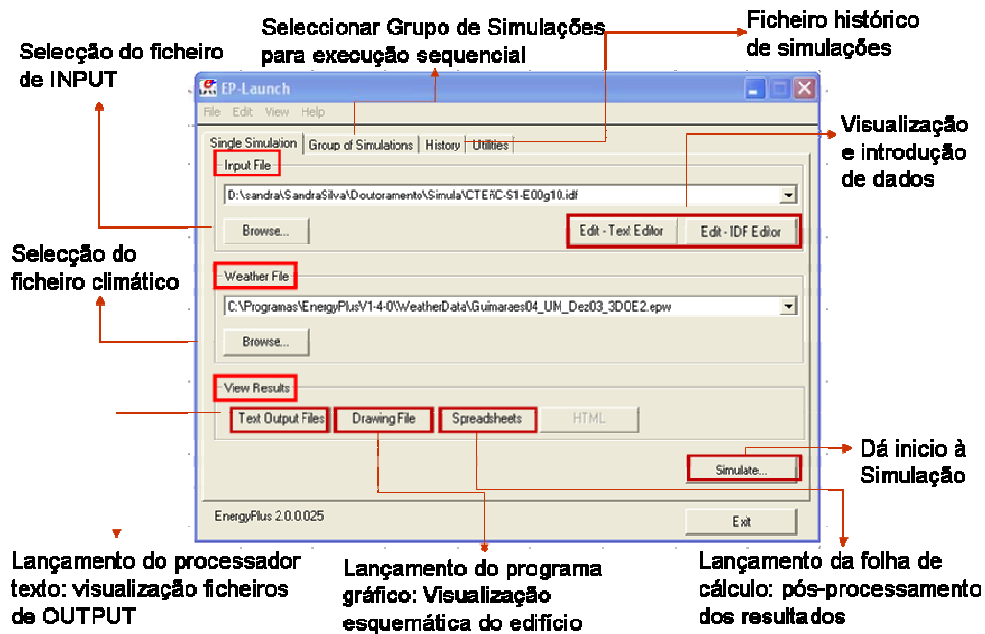 Seleccionar Grupo de Simulações
para execução sequencial
Ficheiro histórico
de simulações
Selecção do ficheiro
de INPUT
EP-Launch
File Edit View Help
Single Simulation Group of Simulations History Utilities
Input File
D:\sandra\SandraSilva\Doutoramento\Simula\CTEñC-S1-E00g10.idf
Browse... Edit - Text Editor Edit - IDF Editor
Visualização
e introdução
de dados
Selecção do
ficheiro climático
Weather File
C:\Programas\EnergyPlusV1-4-0\WeatherData\Guimaraes04_UM_Dez03_3DOE2.epw
Browse...
View Results
Text Output Files Drawing File Spreadsheets HTML
Simulate...
Dá inicio à
Simulação
EnergyPlus 2.0.0.025
Exit
Lançamento do processador
texto: visualização ficheiros
de OUTPUT
Lançamento do programa
gráfico: Visualização
esquemática do edifício
Lançamento da folha de
cálculo: pós-processamento
dos resultados